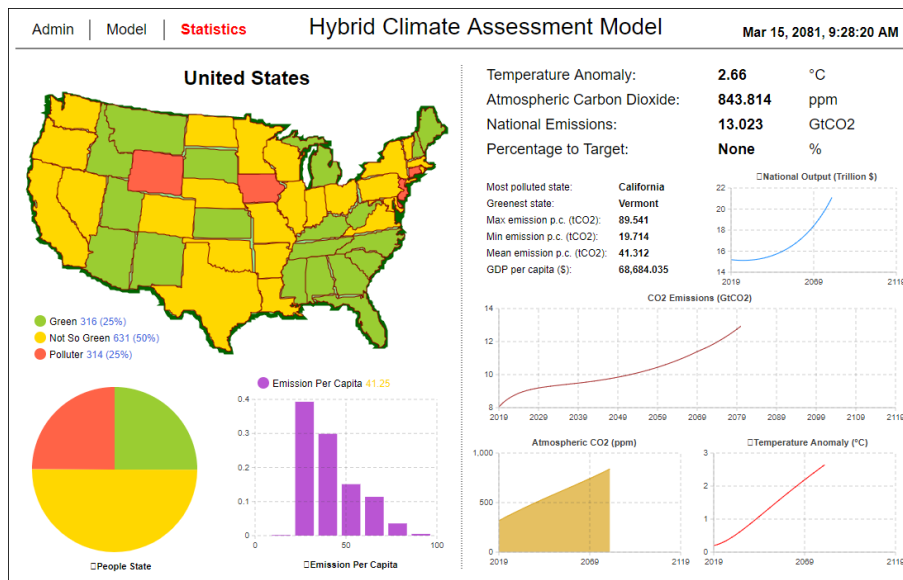 Admin | Model | Statistics
Hybrid Climate Assessment Model
Mar 15, 2081, 9:28:20 AM
United States
Green 316 (25%)
Not So Green 631 (50%)
Polluter 314 (25%)
□People State
Emission Per Capita 41.25
0.4
0.3
0.2
0.1
0
0 50 100
□Emission Per Capita
Temperature Anomaly: 2.66 °C
Atmospheric Carbon Dioxide: 843.814 ppm
National Emissions: 13.023 GtCO2
Percentage to Target: None %
Most polluted state: California
Greenest state: Vermont
Max emission p.c. (tCO2): 89.541
Min emission p.c. (tCO2): 19.714
Mean emission p.c. (tCO2): 41.312
GDP per capita ($): 68,684.035
□National Output (Trillion $)
22
20
18
16
14
2019 2069 2119
CO2 Emissions (GtCO2)
14
12
10
8
2019 2029 2039 2049 2059 2069 2079 2089 2099 2109 2119
Atmospheric CO2 (ppm)
1,000
500
0
2019 2069 2119
□Temperature Anomaly (ºC)
3
2
1
0
2019 2069 2119